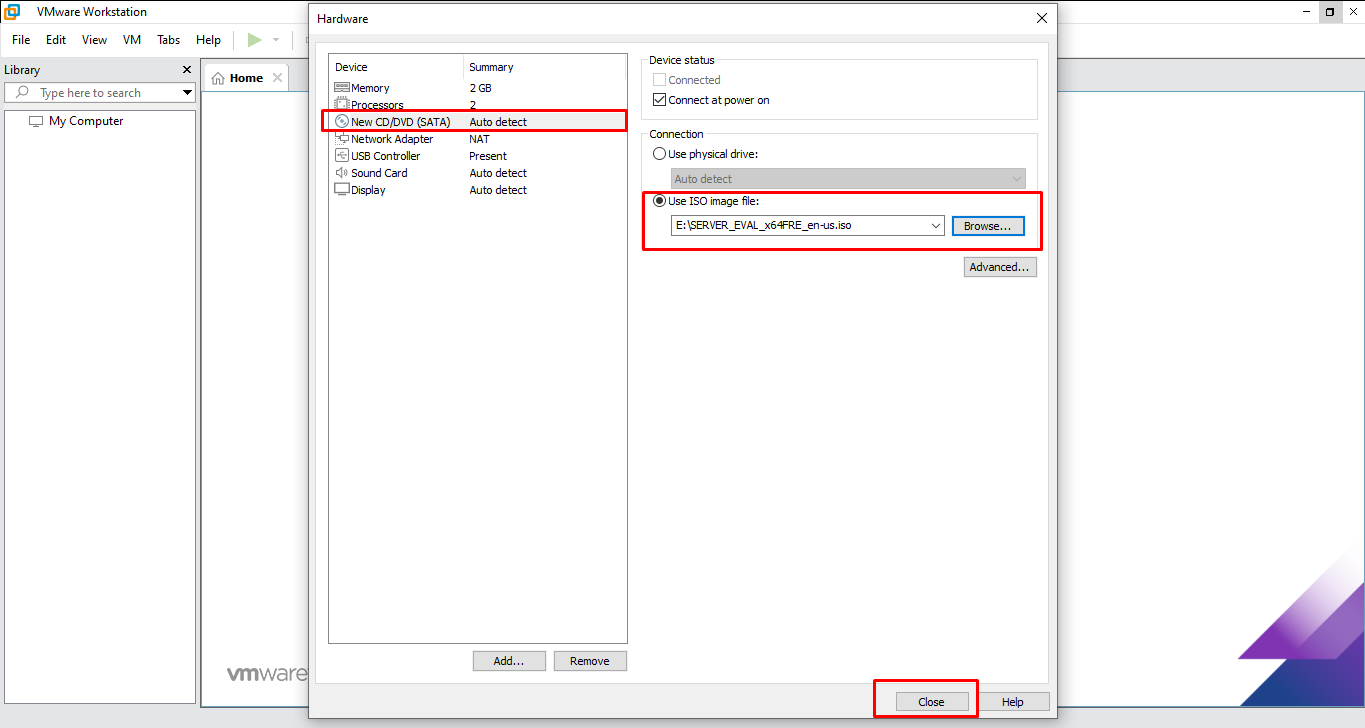 VMware Workstation
File Edit View VM Tabs Help
Library
Type here to search
My Computer
Home
vmware
Hardware
Device Summary
Memory 2 GB
Processors 2
New CD/DVD (SATA) Auto detect
Network Adapter NAT
USB Controller Present
Sound Card Auto detect
Display Auto detect
Add... Remove
Device status
Connected
Connect at power on
Connection
Use physical drive:
Auto detect
Use ISO image file:
E:\SERVER_EVAL_x64FRE_en-us.iso Browse...
Advanced...
Close Help